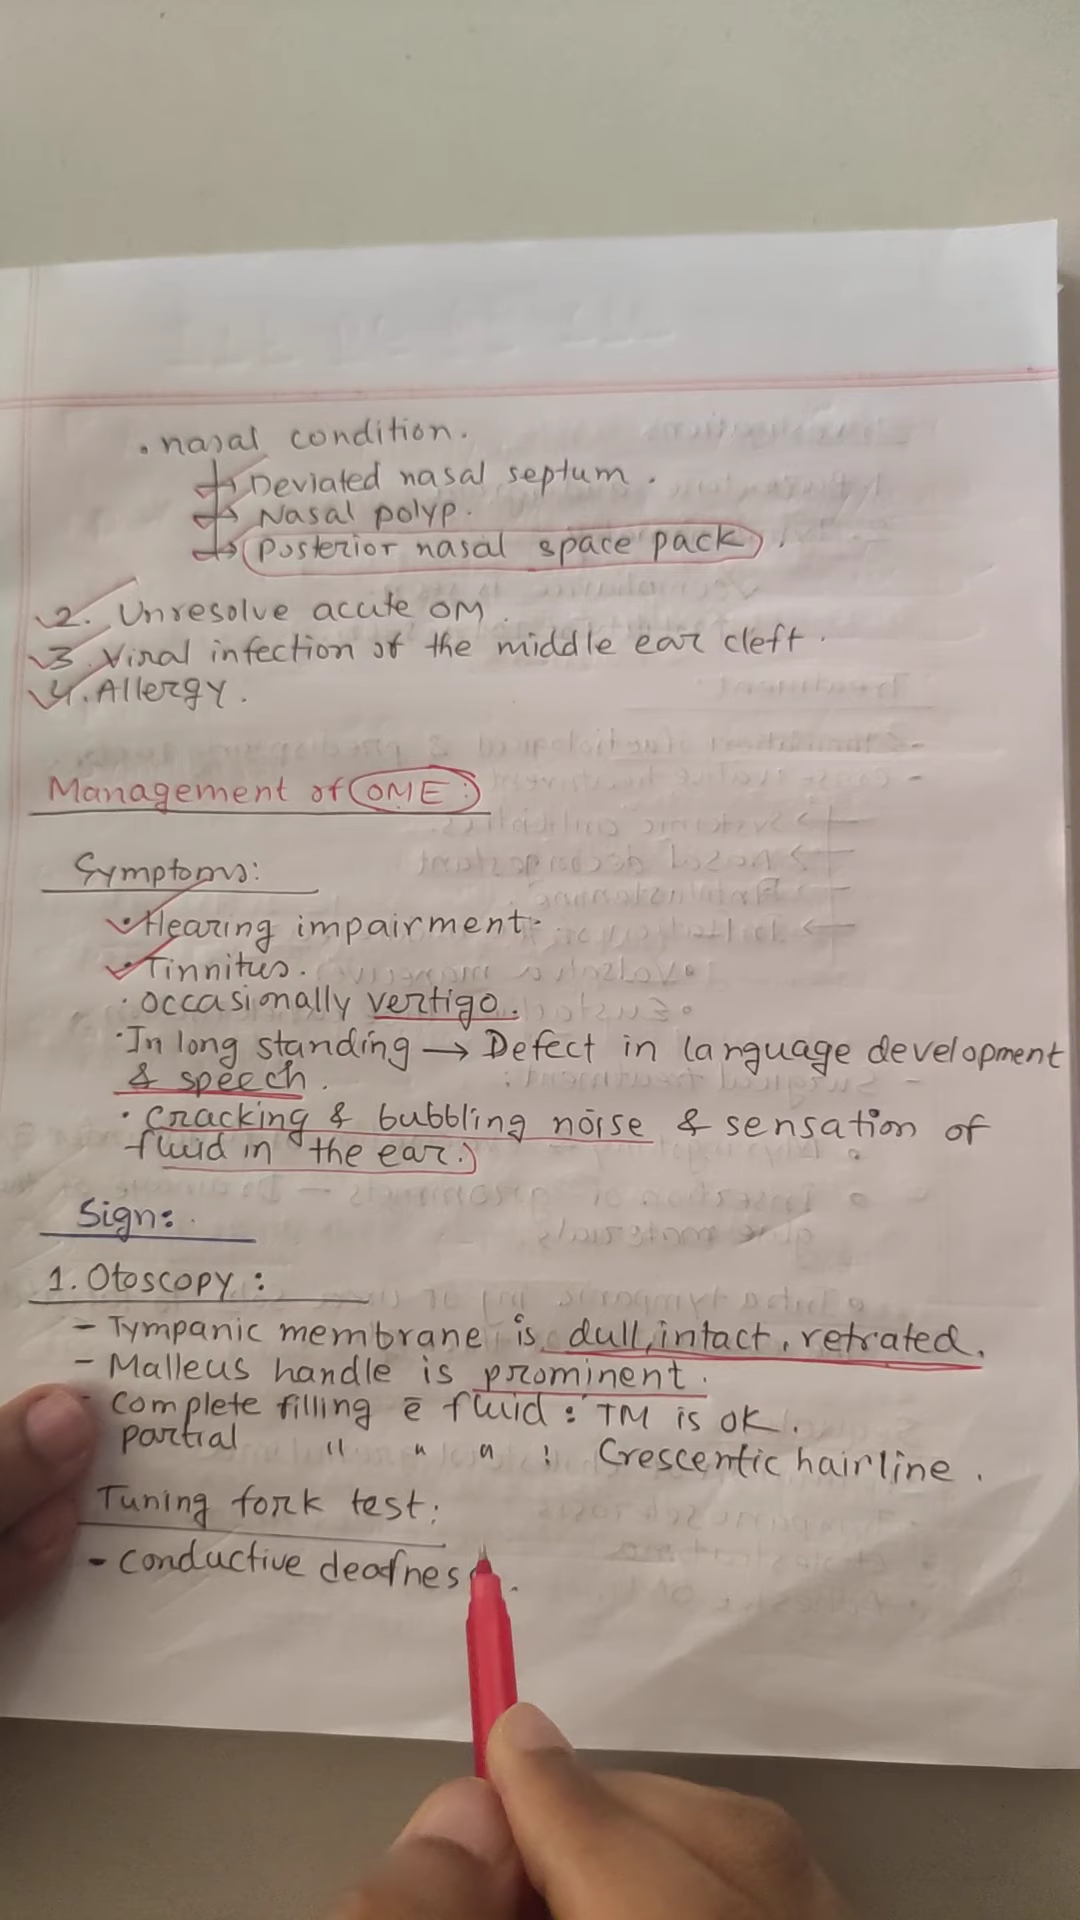 . nasal condition.
→ Deviated nasal septum.
→ Nasal polyp.
→ Posterior nasal space pack.
2. Unresolve acute OM.
3. Viral infection of the middle ear cleft.
4. Allergy.
Management of OME:
Symptoms:
• Hearing impairment.
• Tinnitus.
• occasionally vertigo.
• In long standing → Defect in language development
& speech.
• Cracking & bubbling noise & sensation of
fluid in the ear.
Sign:
1. Otoscopy:
- Tympanic membrane is dull, intact, retrated.
- Malleus handle is prominent.
- Complete filling c̄ fluid: TM is OK.
partial " " " : Crescentic hairline.
Tuning fork test:
- Conductive deafness.